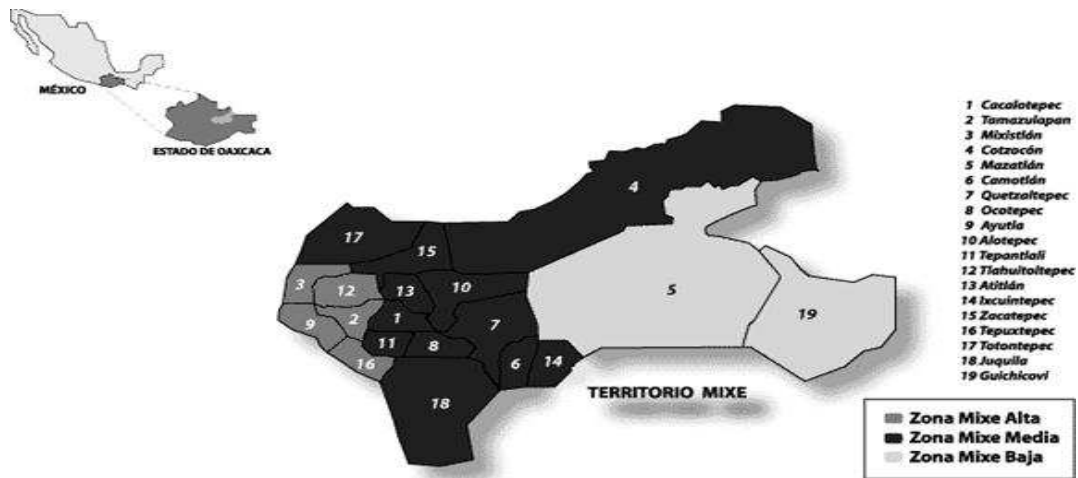 MÉXICO
ESTADO DE OAXCACA
1 Cacalotepec
2 Tamazulapan
3 Mixistlán
4 Cotzocón
5 Mazatlán
6 Camotlán
7 Quetzaltepec
8 Ocotepec
9 Ayutla
10 Alotepec
11 Tepantlali
12 Tlahuitoltepec
13 Atitlán
14 Ixcuintepec
15 Zacatepec
16 Tepuxtepec
17 Totontepec
18 Juquila
19 Guichicovi
4
17
15
3
12
13
10
5
19
9
2
1
7
11
8
16
6
14
18
TERRITORIO MIXE
Zona Mixe Alta
Zona Mixe Media
Zona Mixe Baja